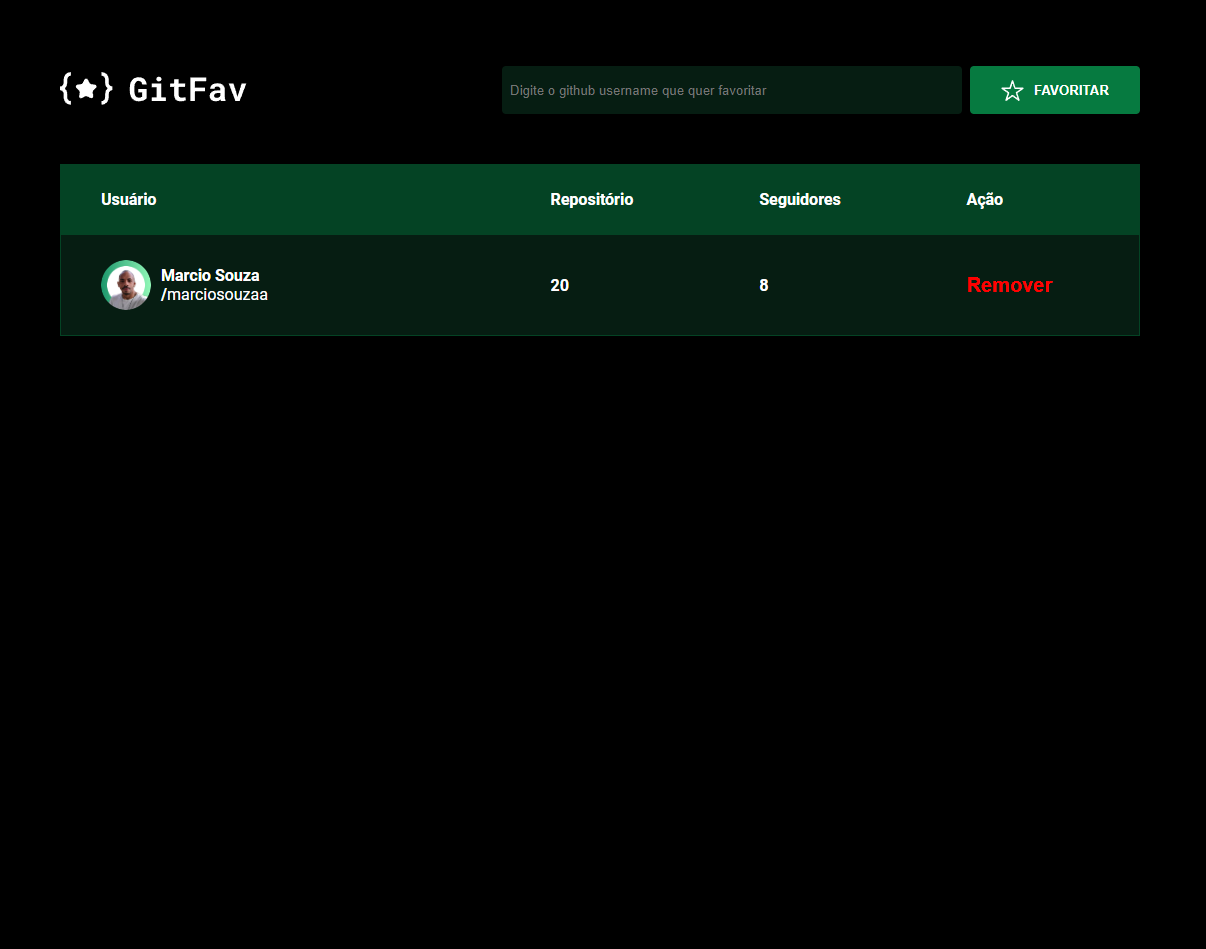 {★} GitFav
Digite o github username que quer favoritar
FAVORITAR
Usuário Repositório Seguidores Ação
Marcio Souza
/marciosouzaa
20 8 Remover